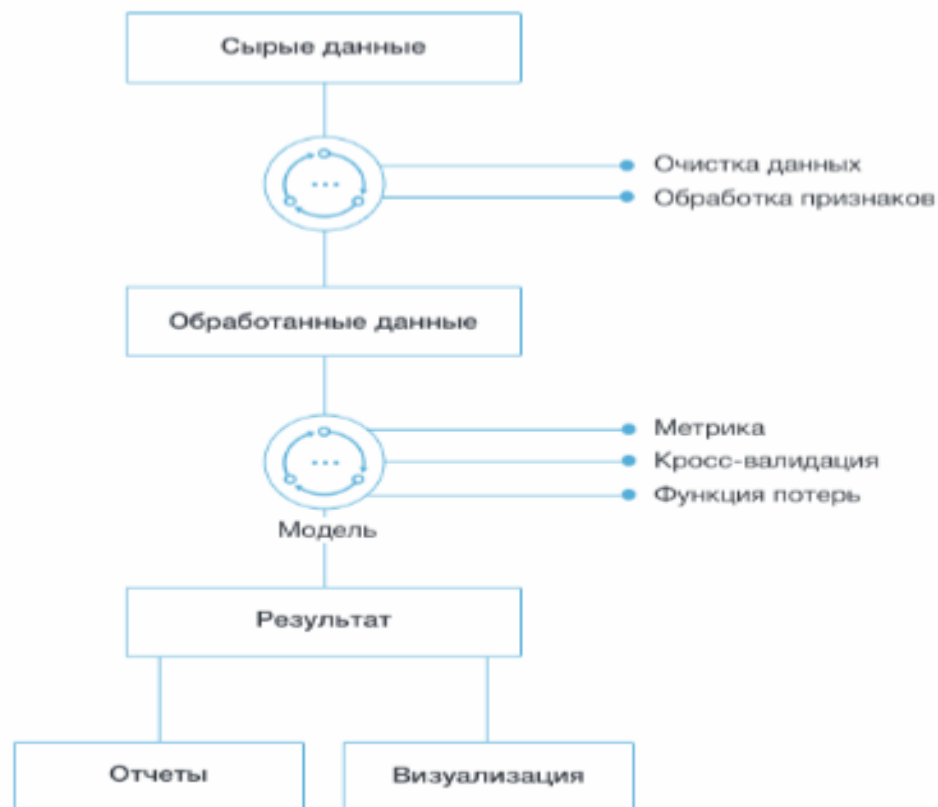 Сырые данные
Очистка данных
Обработка признаков
Обработанные данные
Метрика
Кросс-валидация
Функция потерь
Модель
Результат
Отчеты
Визуализация